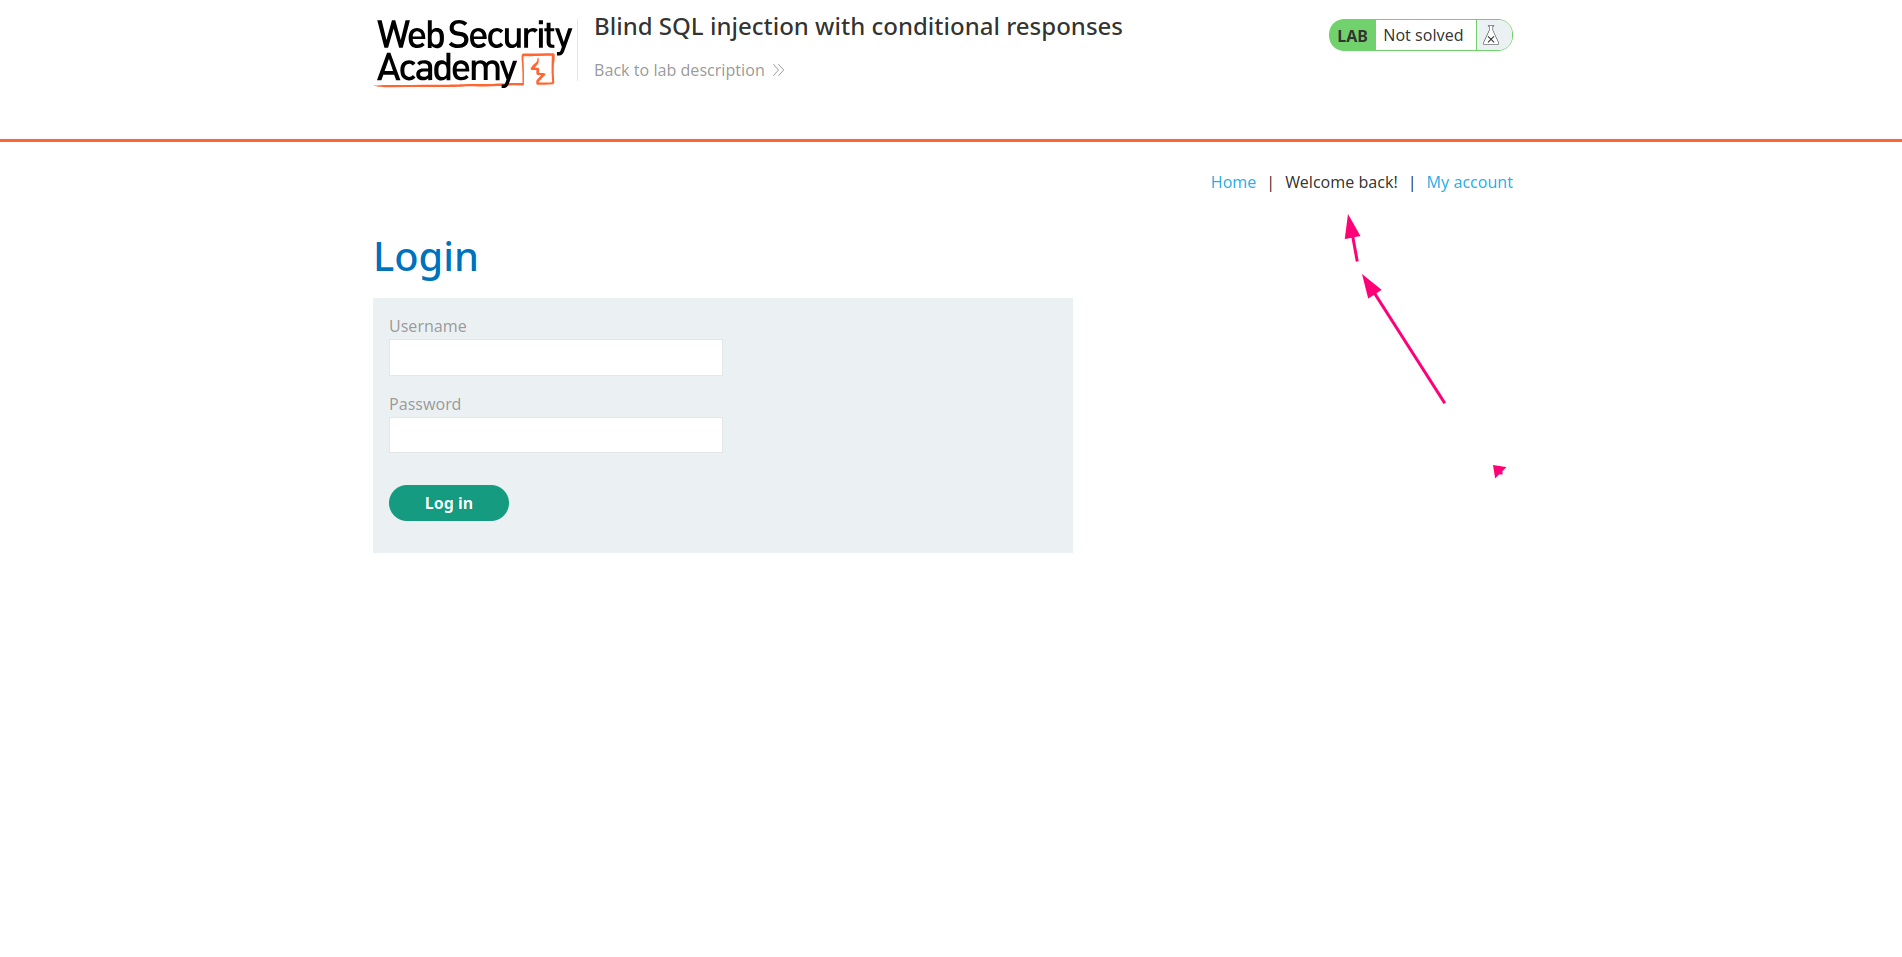 Web Security
Academy
Blind SQL injection with conditional responses
Back to lab description
LAB Not solved
Home | Welcome back! | My account
Login
Username
Password
Log in